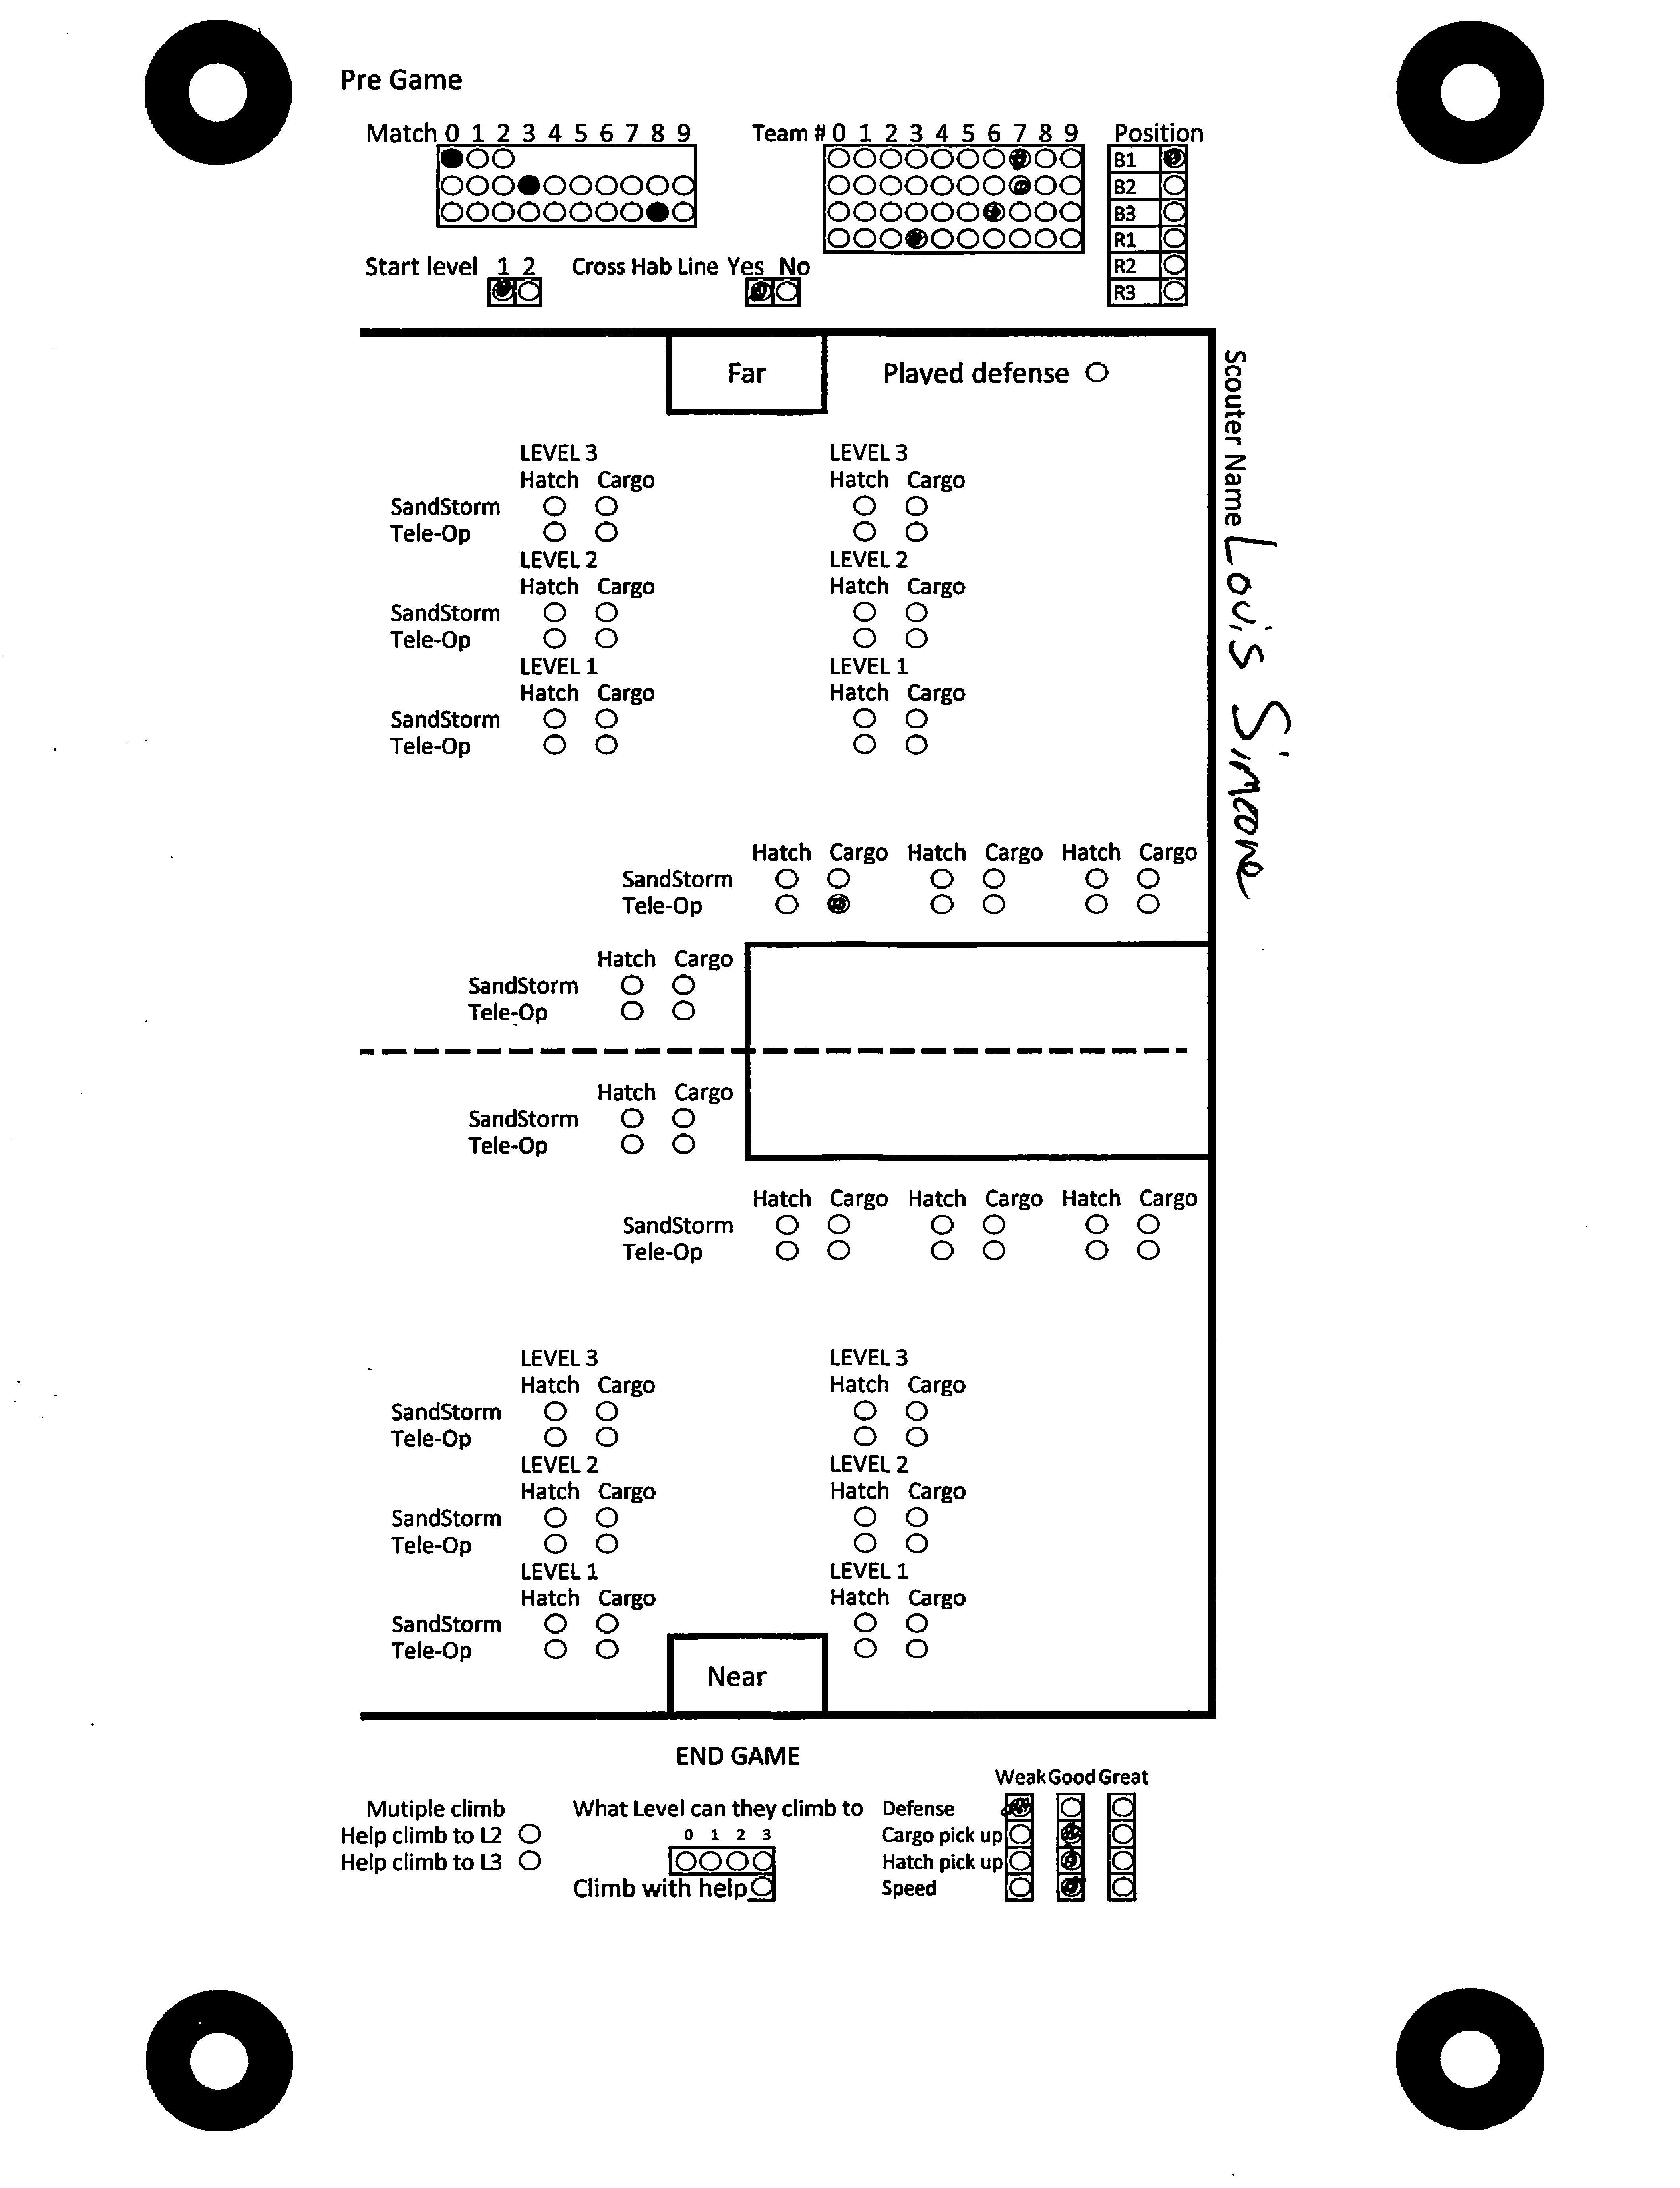 Pre Game
Match 0 1 2 3 4 5 6 7 8 9
Team # 0 1 2 3 4 5 6 7 8 9
Position
B1
B2
B3
R1
R2
R3
Start level 1 2
Cross Hab Line Yes No
Far
Played defense
Scouter Name Louis Simone
LEVEL 3 LEVEL 3
Hatch Cargo Hatch Cargo
SandStorm
Tele-Op
LEVEL 2 LEVEL 2
Hatch Cargo Hatch Cargo
SandStorm
Tele-Op
LEVEL 1 LEVEL 1
Hatch Cargo Hatch Cargo
SandStorm
Tele-Op
Hatch Cargo Hatch Cargo Hatch Cargo
SandStorm
Tele-Op
Hatch Cargo
SandStorm
Tele-Op
Hatch Cargo
SandStorm
Tele-Op
Hatch Cargo Hatch Cargo Hatch Cargo
SandStorm
Tele-Op
LEVEL 3 LEVEL 3
Hatch Cargo Hatch Cargo
SandStorm
Tele-Op
LEVEL 2 LEVEL 2
Hatch Cargo Hatch Cargo
SandStorm
Tele-Op
LEVEL 1 LEVEL 1
Hatch Cargo Hatch Cargo
SandStorm
Tele-Op
Near
END GAME
Mutiple climb
Help climb to L2
Help climb to L3
What Level can they climb to
0 1 2 3
Climb with help
Weak Good Great
Defense
Cargo pick up
Hatch pick up
Speed